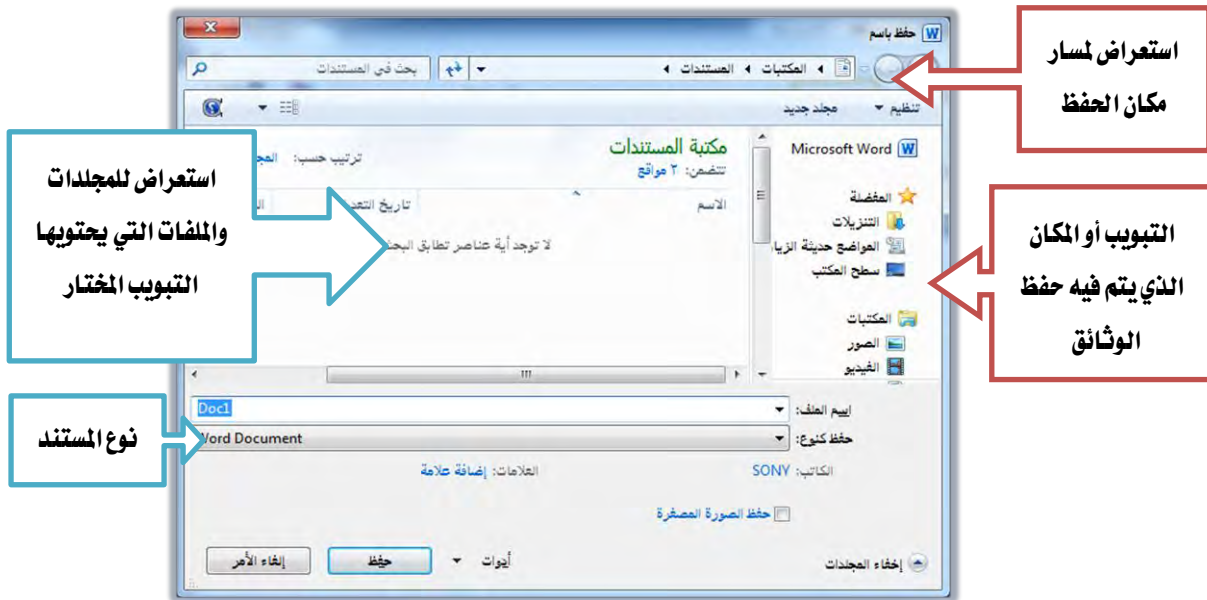 حفظ باسم
المكتبات المستندات
بحث في المستندات
تنظيم مجلد جديد
Microsoft Word
المفضلة
التنزيلات
المواضع حديثة الزيا
سطح المكتب
المكتبات
الصور
الفيديو
مكتبة المستندات
تتضمن: ٢ مواقع
ترتيب حسب:
الاسم
لا توجد أية عناصر تطابق
اسم الملف: Doc1
حفظ كنوع: Word Document
الكاتب: SONY
العلامات: إضافة علامة
حفظ الصورة المصغرة
إخفاء المجلدات
أدوات
حفظ
إلغاء الأمر
استعراض لمسار
مكان الحفظ
التبويب أو المكان
الذي يتم فيه حفظ
الوثائق
استعراض للمجلدات
والملفات التي يحتويها
التبويب المختار
نوع المستند